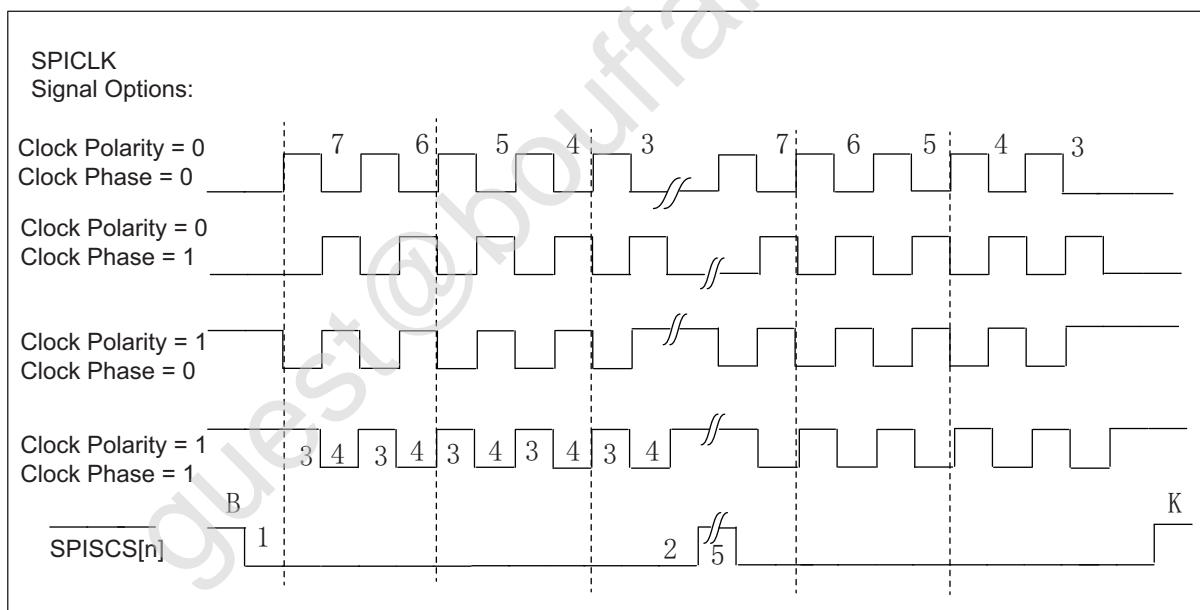 SPICLK
Signal Options:
Clock Polarity = 0
Clock Phase = 0
7 6 5 4 3 7 6 5 4 3
Clock Polarity = 0
Clock Phase = 1
Clock Polarity = 1
Clock Phase = 0
Clock Polarity = 1
Clock Phase = 1
3 4 3 4 3 4 3 4 3 4
B K
SPISCS[n]
1 2 5
guest@bouffa